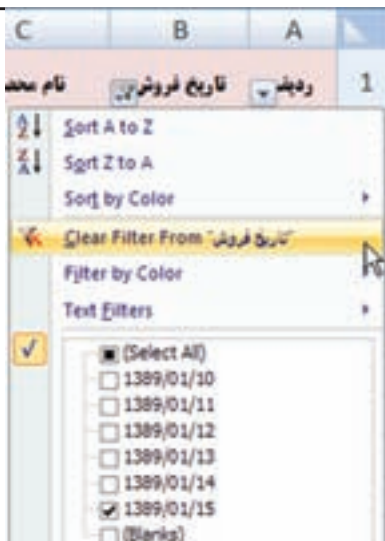 C B A
نام محصـ تاریخ فروش ردیف 1
Sort A to Z
Sort Z to A
Sort by Color
Clear Filter From "تاریخ فروش"
Filter by Color
Text Filters
(Select All)
1389/01/10
1389/01/11
1389/01/12
1389/01/13
1389/01/14
1389/01/15
(Blanks)